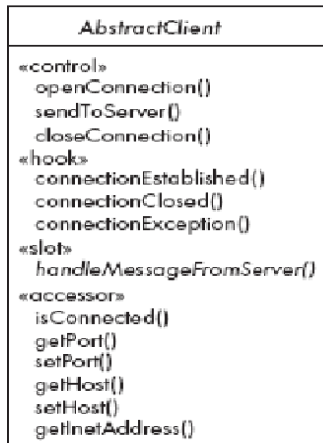 AbstractClient
«control»
openConnection()
sendToServer()
closeConnection()
«hook»
connectionEstablished()
connectionClosed()
connectionException()
«slot»
handleMessageFromServer()
«accessor»
isConnected()
getPort()
setPort()
getHost()
setHost()
getInetAddress()